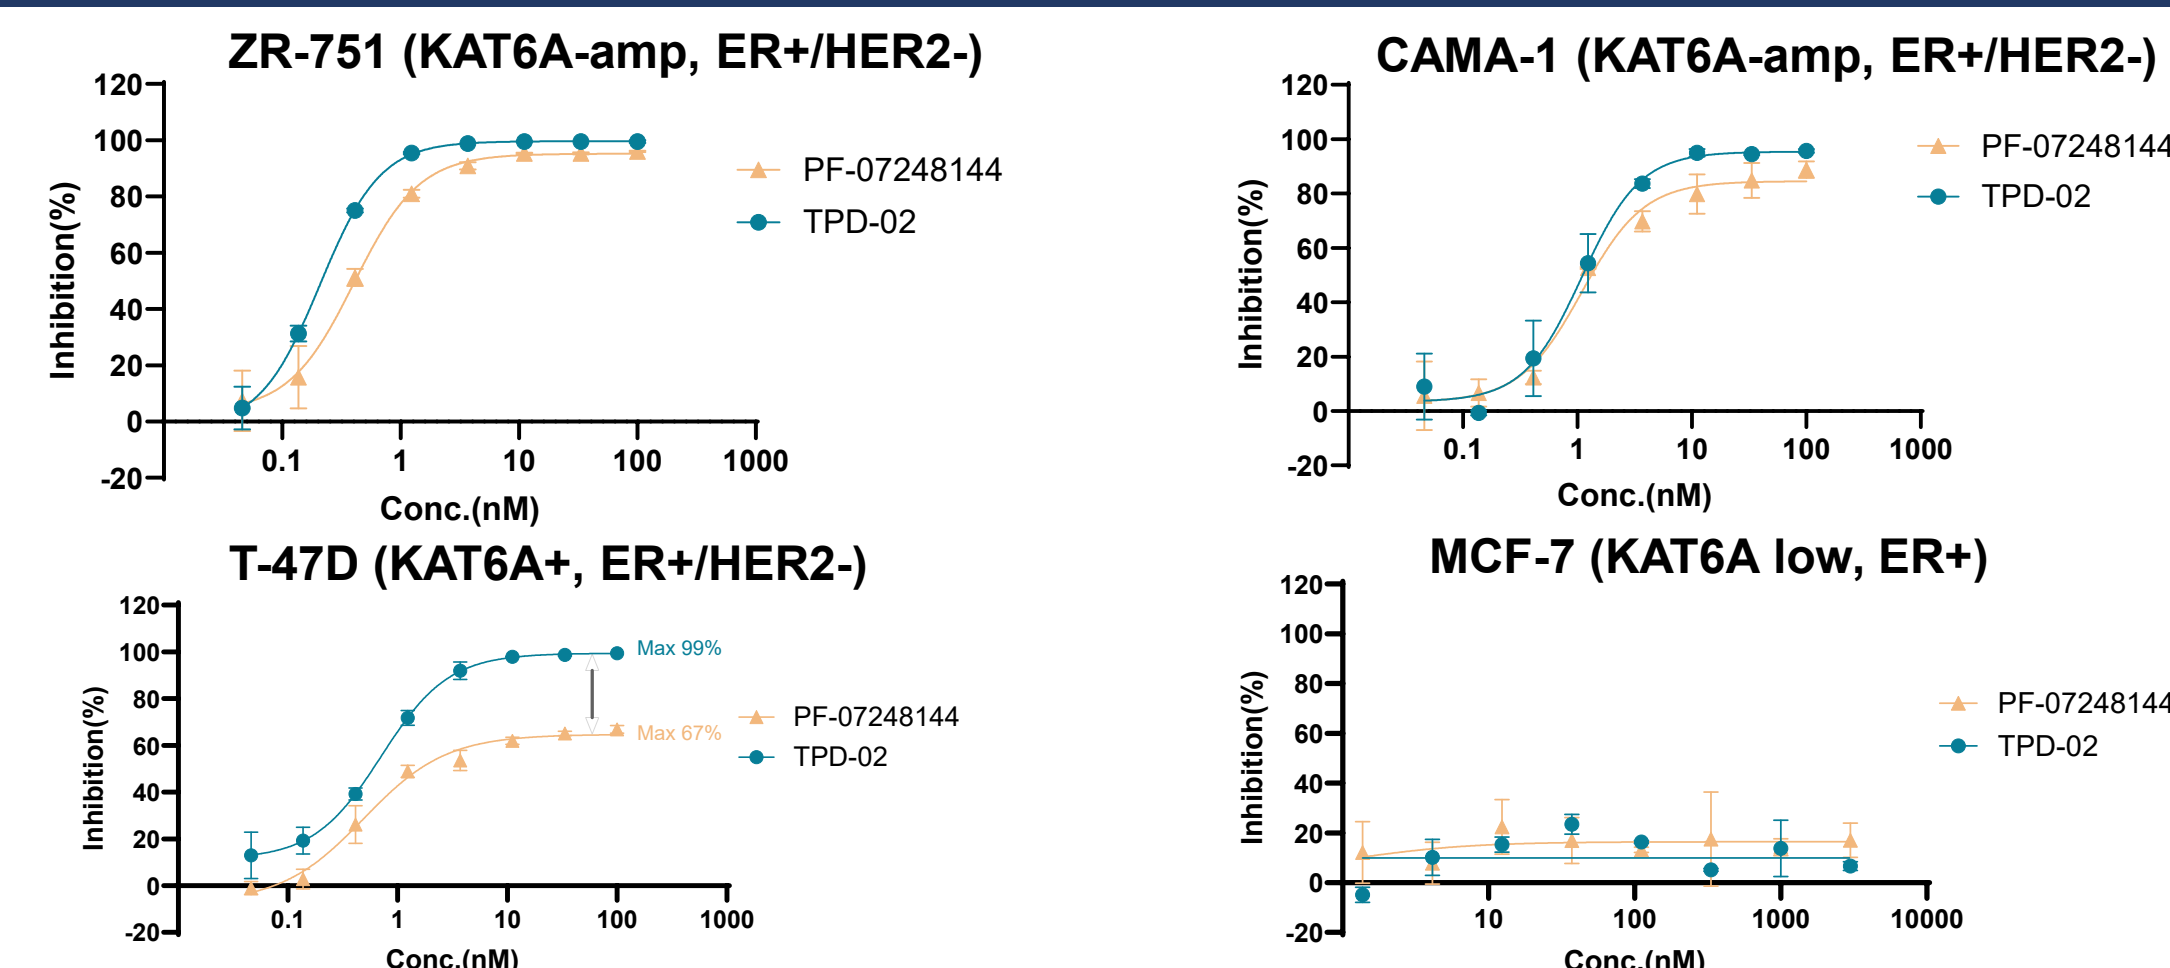 ZR-751 (KAT6A-amp, ER+/HER2-)
120
100
80
60
40
20
0
-20
Inhibition(%)
0.1 1 10 100 1000
Conc.(nM)
PF-07248144
TPD-02
CAMA-1 (KAT6A-amp, ER+/HER2-)
120
100
80
60
40
20
0
-20
Inhibition(%)
0.1 1 10 100 1000
Conc.(nM)
PF-07248144
TPD-02
T-47D (KAT6A+, ER+/HER2-)
120
100
80
60
40
20
0
-20
Inhibition(%)
0.1 1 10 100 1000
Conc.(nM)
Max 99%
Max 67%
PF-07248144
TPD-02
MCF-7 (KAT6A low, ER+)
120
100
80
60
40
20
0
-20
Inhibition(%)
10 100 1000 10000
Conc.(nM)
PF-07248144
TPD-02